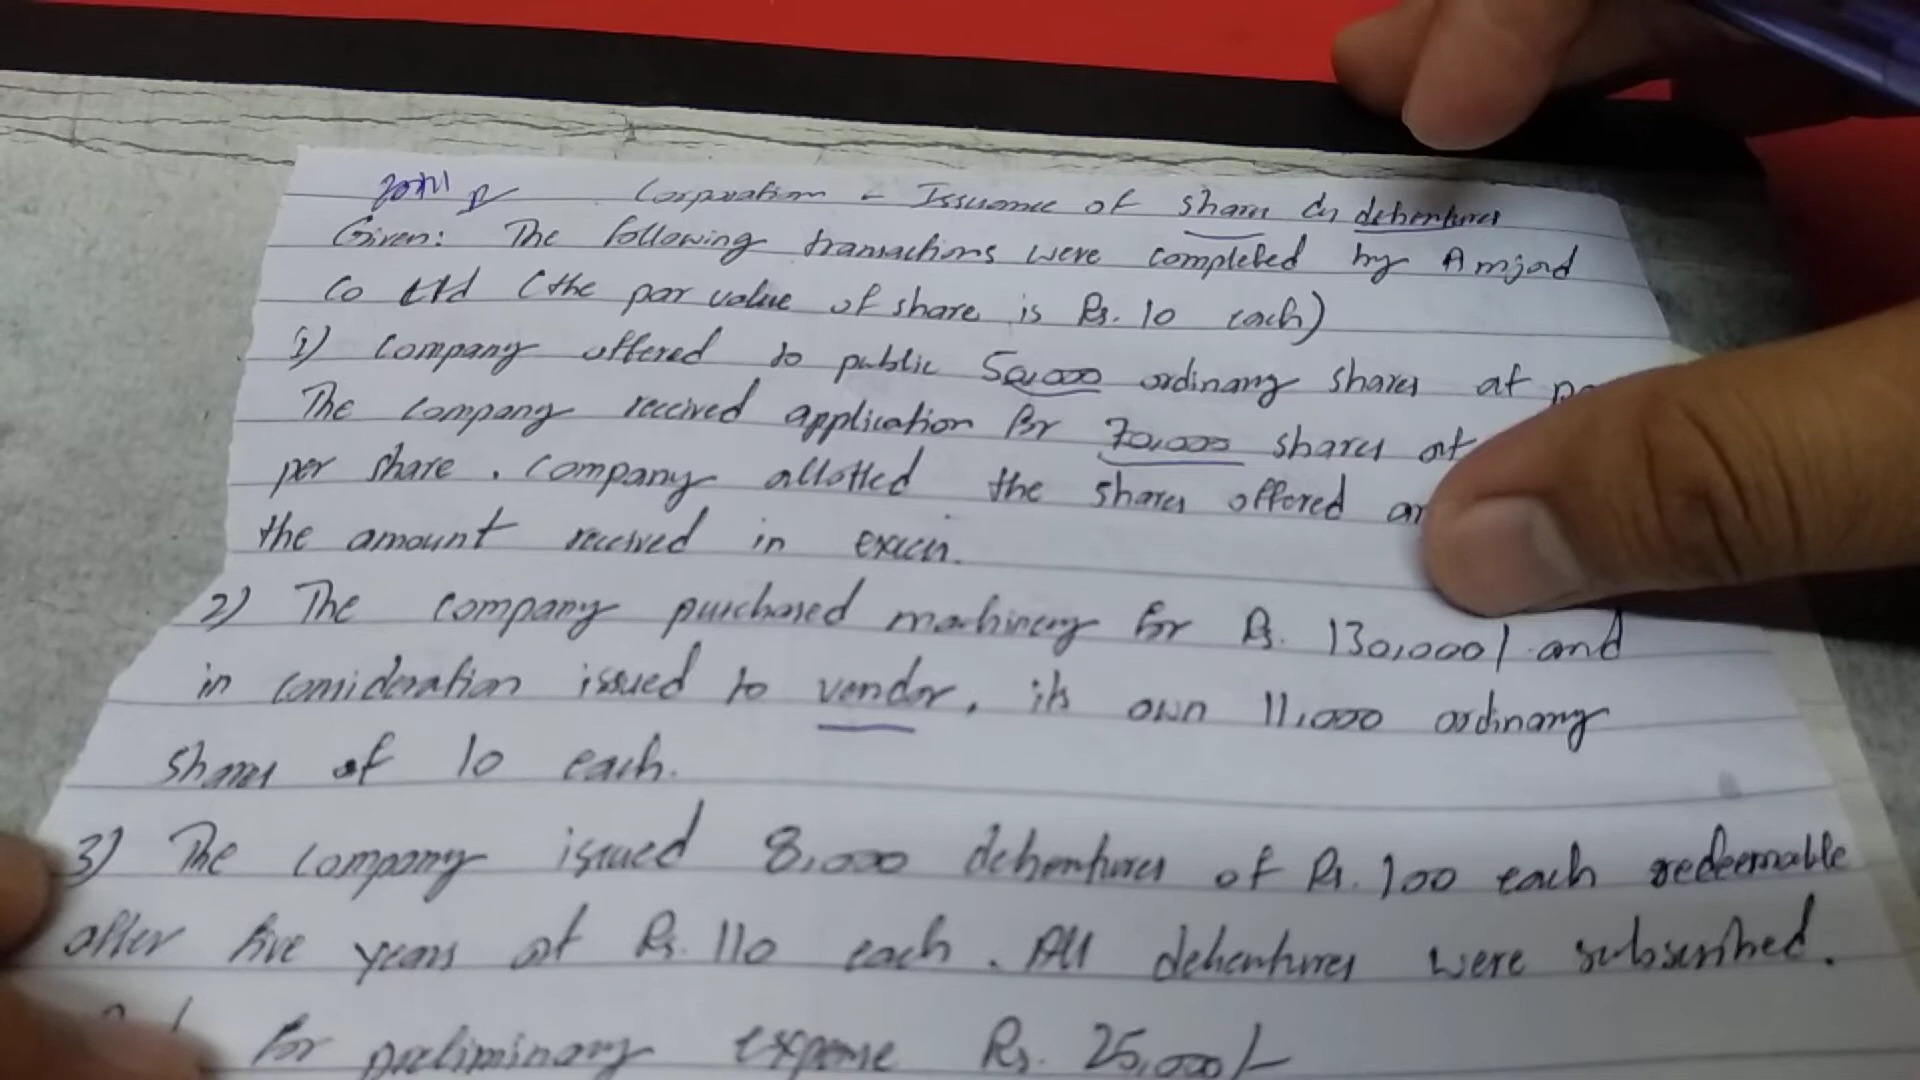 Corporation - Issuance of share & debentures
Given: The following transactions were completed by Amjad
Co Ltd (the par value of share is Rs. 10 each)
1) Company offered to public 50,000 ordinary shares at
The company received application for 70,000 shares at
per share. Company allotted the shares offered
the amount received in excess.
2) The company purchased machinery for Rs. 130,000/ and
in consideration issued to vendor, its own 11,000 ordinary
shares of 10 each.
3) The company issued 8,000 debentures of Rs. 100 each redeemable
after five years at Rs. 110 each. All debentures were subscribed.
for preliminary expense Rs. 25,000/-